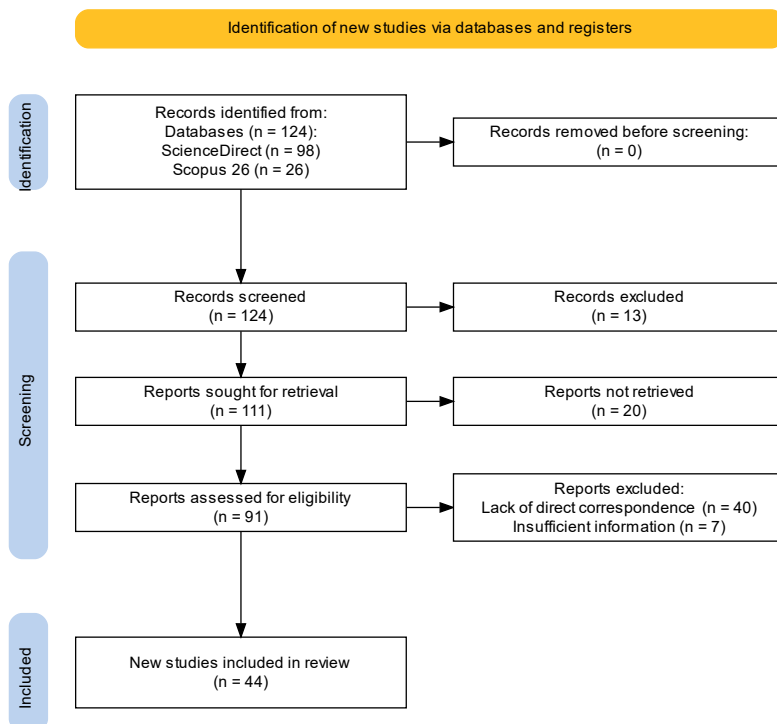 Identification of new studies via databases and registers
Identification
Records identified from:
Databases (n = 124):
ScienceDirect (n = 98)
Scopus 26 (n = 26)
Records removed before screening:
(n = 0)
Screening
Records screened
(n = 124)
Records excluded
(n = 13)
Reports sought for retrieval
(n = 111)
Reports not retrieved
(n = 20)
Reports assessed for eligibility
(n = 91)
Reports excluded:
Lack of direct correspondence (n = 40)
Insufficient information (n = 7)
Included
New studies included in review
(n = 44)